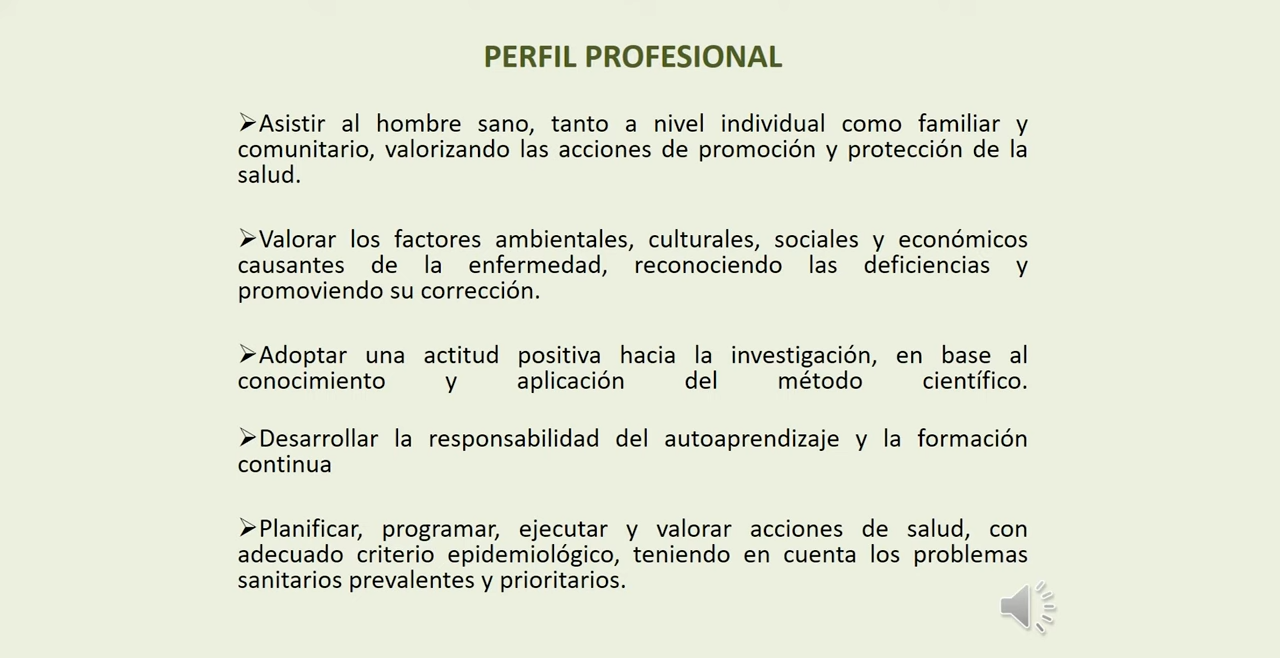 PERFIL PROFESIONAL
➢Asistir al hombre sano, tanto a nivel individual como familiar y
comunitario, valorizando las acciones de promoción y protección de la
salud.
➢Valorar los factores ambientales, culturales, sociales y económicos
causantes de la enfermedad, reconociendo las deficiencias y
promoviendo su corrección.
➢Adoptar una actitud positiva hacia la investigación, en base al
conocimiento y aplicación del método científico.
➢Desarrollar la responsabilidad del autoaprendizaje y la formación
continua
➢Planificar, programar, ejecutar y valorar acciones de salud, con
adecuado criterio epidemiológico, teniendo en cuenta los problemas
sanitarios prevalentes y prioritarios.